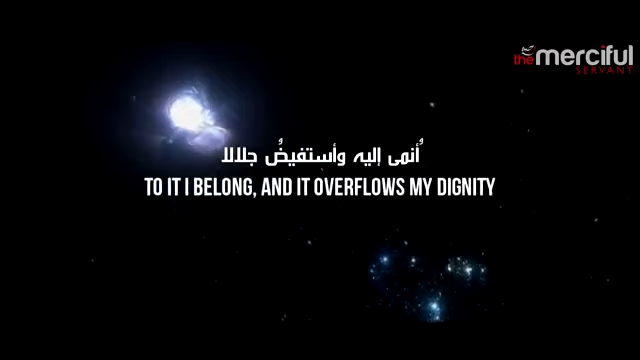 the merciful
SERVANT
أُنمى إليه وأستفيضُ جلالا
TO IT I BELONG, AND IT OVERFLOWS MY DIGNITY